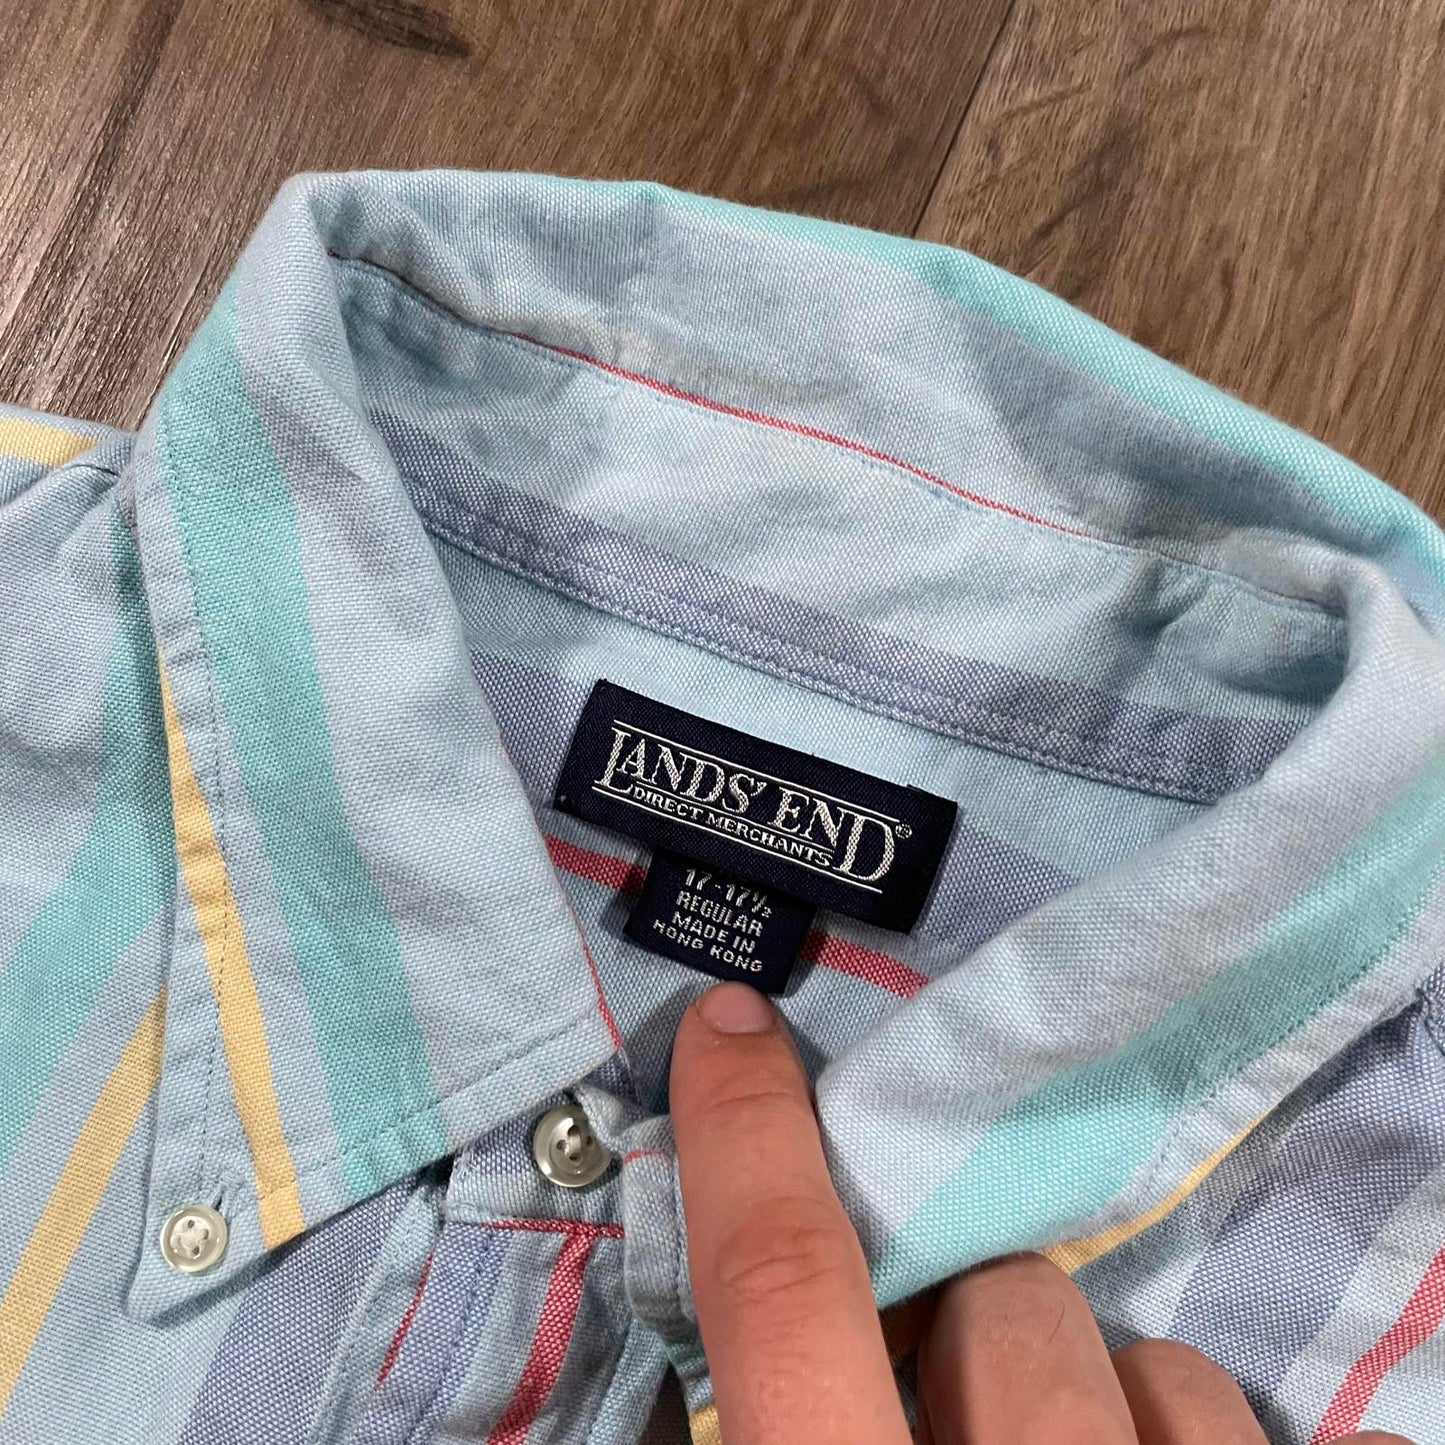 LANDS' END®
DIRECT MERCHANTS
17-17½
REGULAR
MADE IN
HONG KONG